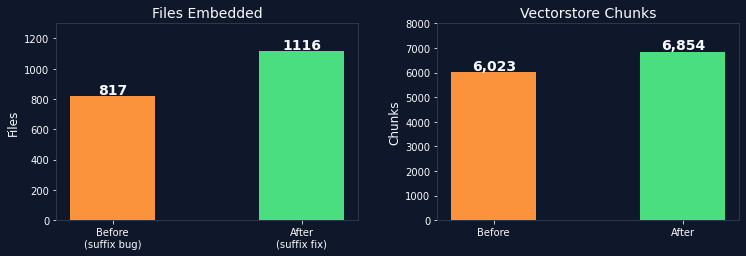 Files Embedded
1200
1000
800
600
400
200
0
Files
817
1116
Before
(suffix bug)
After
(suffix fix)
Vectorstore Chunks
8000
7000
6000
5000
4000
3000
2000
1000
0
Chunks
6,023
6,854
Before
After